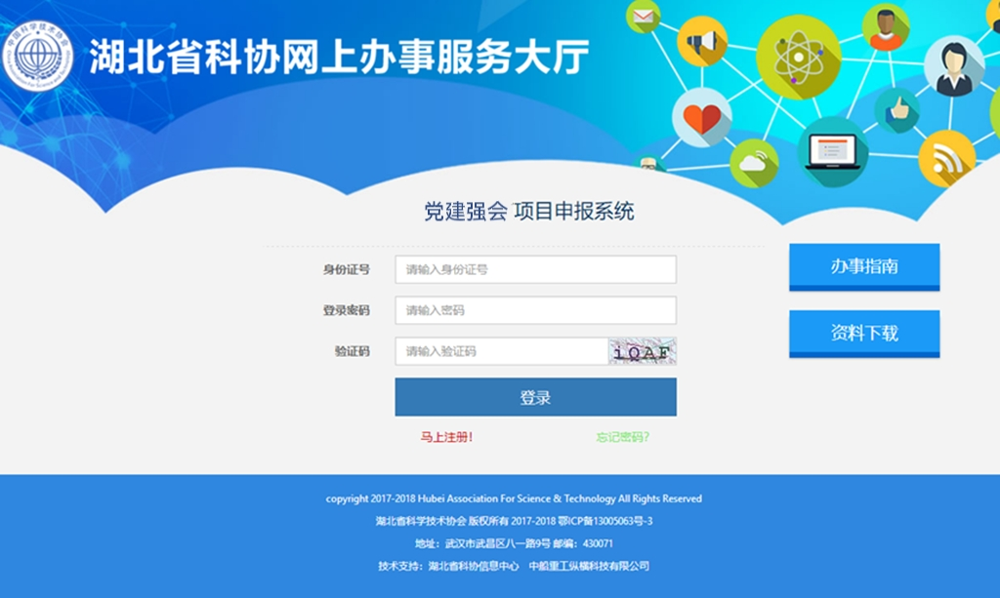 中国科学技术协会
湖北省科协网上办事服务大厅
党建强会 项目申报系统
身份证号 请输入身份证号
登录密码 请输入密码
验证码 请输入验证码 iQAF
登录
马上注册! 忘记密码?
办事指南
资料下载
copyright 2017-2018 Hubei Association For Science & Technology All Rights Reserved
湖北省科学技术协会 版权所有 2017-2018 鄂ICP备13005063号-3
地址：武汉市武昌区八一路9号 邮编：430071
技术支持：湖北省科协信息中心 中船重工纵横科技有限公司